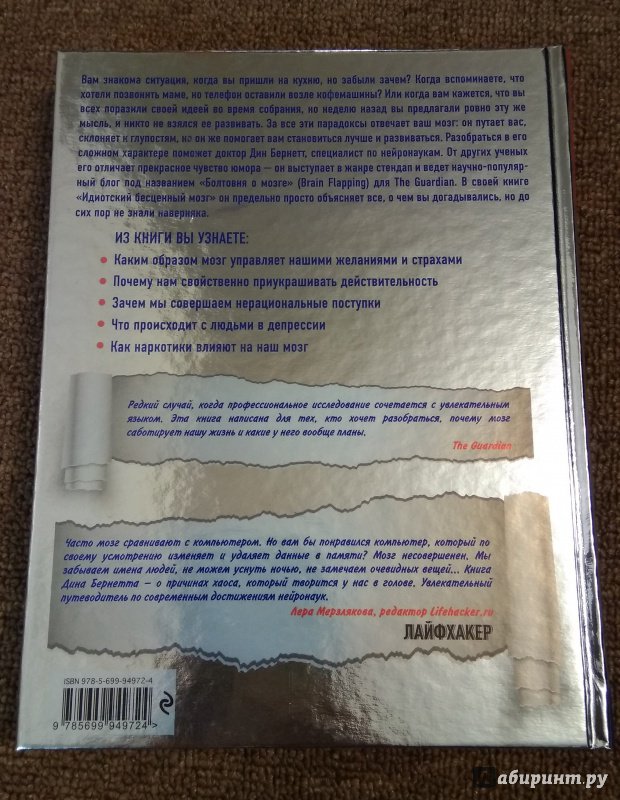 Вам знакома ситуация, когда вы пришли на кухню, но забыли зачем? Когда вспоминаете, что
хотели позвонить маме, но телефон оставили возле кофемашины? Или когда вам кажется, что вы
всех поразили своей идеей во время собрания, но неделю назад вы предлагали ровно эту же
мысль, и никто не взялся ее развивать. За все эти парадоксы отвечает ваш мозг: он путает вас,
склоняет к глупостям, но он же помогает вам становиться лучше и развиваться. Разобраться в его
сложном характере поможет доктор Дин Бернетт, специалист по нейронаукам. От других ученых
его отличает прекрасное чувство юмора — он выступает в жанре стендап и ведет научно-популяр-
ный блог под названием «Болтовня о мозге» (Brain Flapping) для The Guardian. В своей книге
«Идиотский бесценный мозг» он предельно просто объясняет все, о чем вы догадывались, но до
сих пор не знали наверняка.
ИЗ КНИГИ ВЫ УЗНАЕТЕ:
• Каким образом мозг управляет нашими желаниями и страхами
• Почему нам свойственно приукрашивать действительность
• Зачем мы совершаем нерациональные поступки
• Что происходит с людьми в депрессии
• Как наркотики влияют на наш мозг
Редкий случай, когда профессиональное исследование сочетается с увлекательным
языком. Эта книга написана для тех, кто хочет разобраться, почему мозг
саботирует нашу жизнь и какие у него вообще планы.
The Guardian
Часто мозг сравнивают с компьютером. Но вам бы понравился компьютер, который по
своему усмотрению изменяет и удаляет данные в памяти? Мозг несовершенен. Мы
забываем имена людей, не можем уснуть ночью, не замечаем очевидных вещей... Книга
Дина Бернетта — о причинах хаоса, который творится у нас в голове. Увлекательный
путеводитель по современным достижениям нейронаук.
Лера Мерзлякова, редактор Lifehacker.ru
ЛАЙФХАКЕР
ISBN 978-5-699-94972-4
9 785699 949724 >
Лабиринт.ру